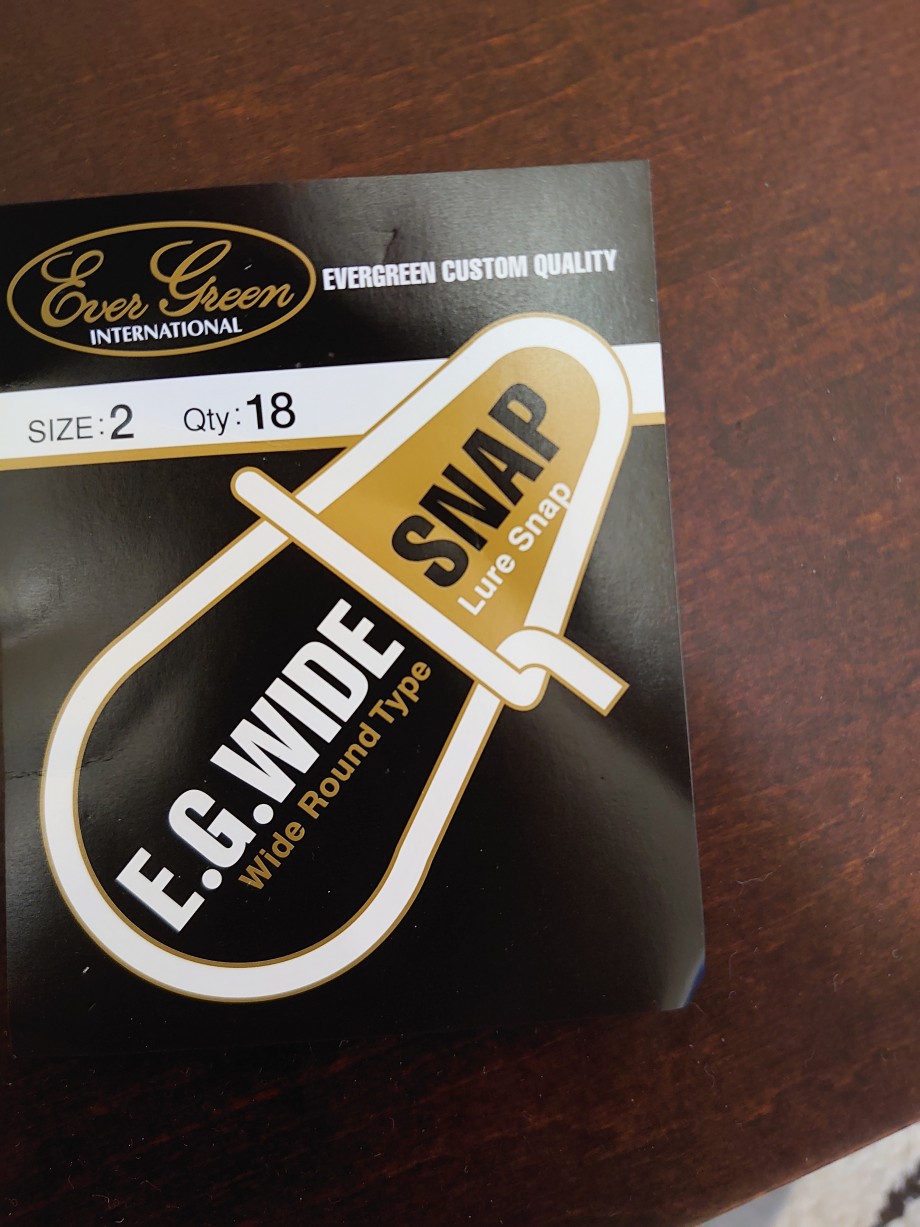 Ever Green
INTERNATIONAL
EVERGREEN CUSTOM QUALITY
SIZE:2 Qty:18
SNAP
Lure Snap
E.G.WIDE
Wide Round Type